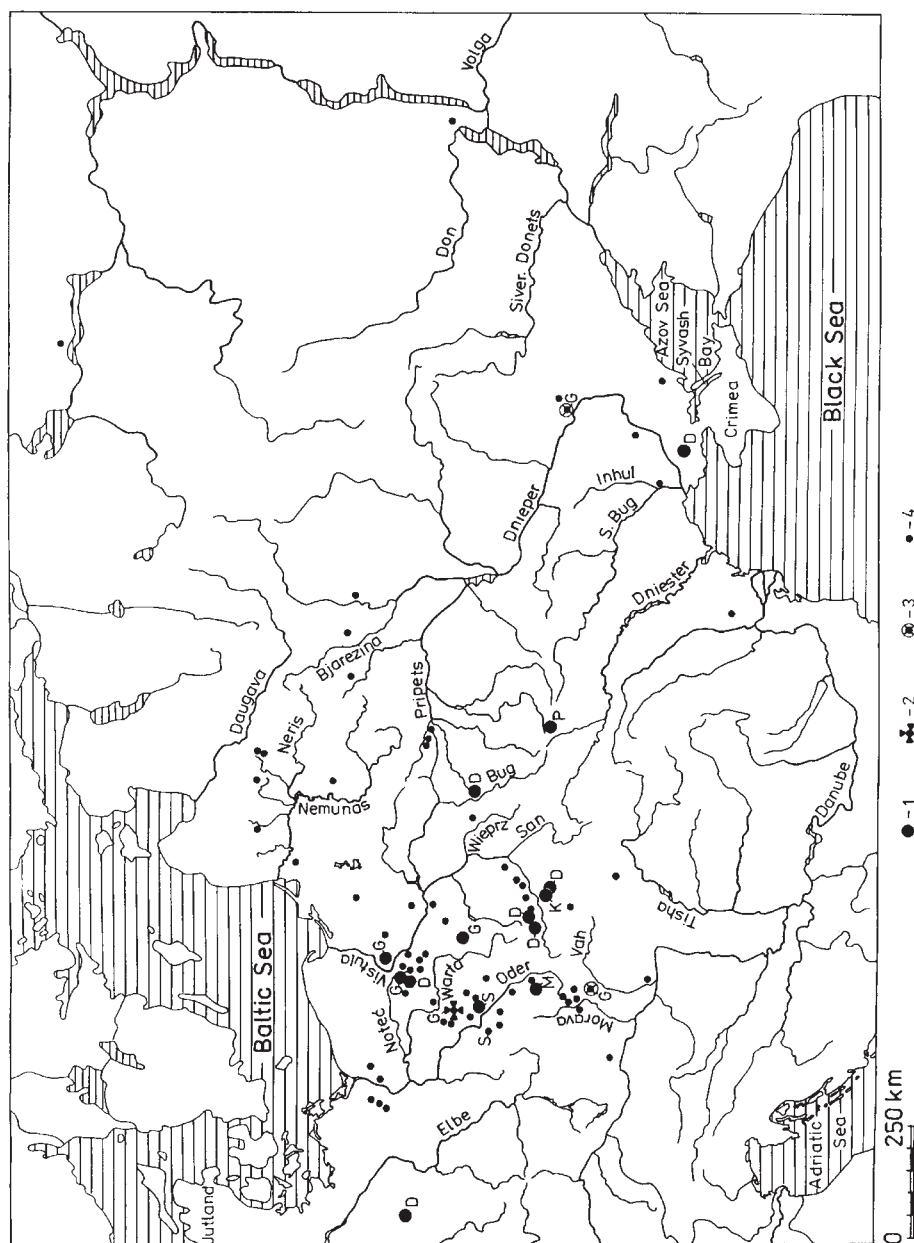 Volga
Don
Siver. Donets
Azov Sea
Syvash
Bay
Crimea
Black Sea
G
D
Dnieper
Inhul
S. Bug
Dniester
Daugava
Neris
Bjarezina
Pripets
Nemunas
P
D
Bug
Wieprz
San
Danube
Tisha
Baltic Sea
Vistula
G
G
D
G
Noteć
Warta
G
S
S
Oder
M
D
D
K
D
Vah
G
Morava
Elbe
D
Jutland
Adriatic
Sea
0 250 km
-1
-2
-3
-4